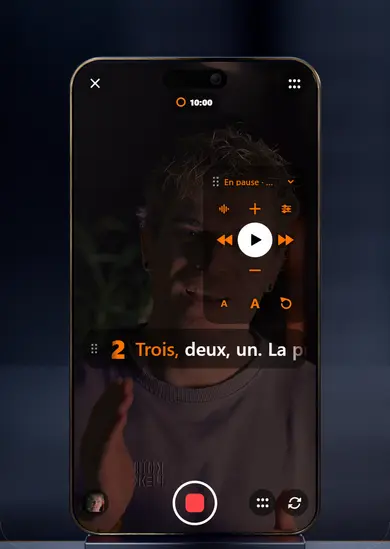 10:00
En pause · ...
A A
2 Trois, deux, un. La p